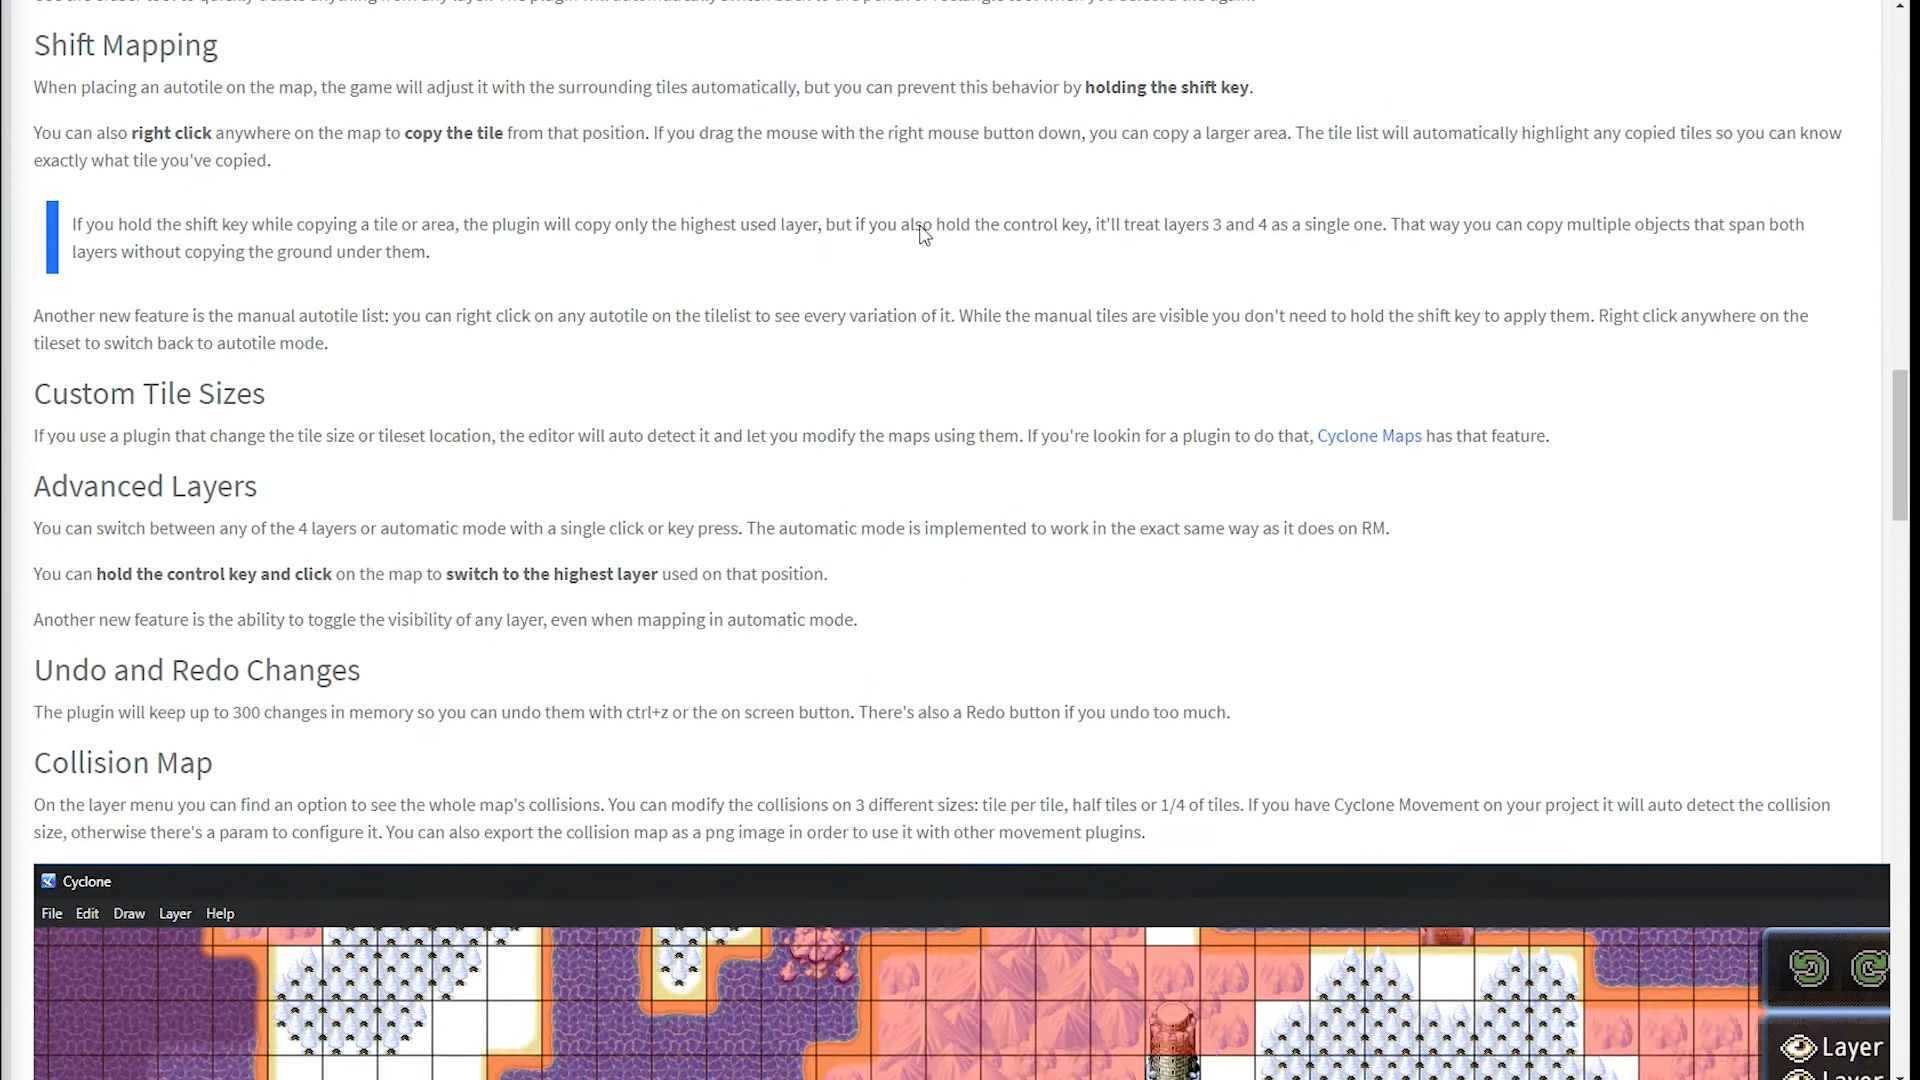 Shift Mapping
When placing an autotile on the map, the game will adjust it with the surrounding tiles automatically, but you can prevent this behavior by holding the shift key.
You can also right click anywhere on the map to copy the tile from that position. If you drag the mouse with the right mouse button down, you can copy a larger area. The tile list will automatically highlight any copied tiles so you can know
exactly what tile you've copied.
If you hold the shift key while copying a tile or area, the plugin will copy only the highest used layer, but if you also hold the control key, it'll treat layers 3 and 4 as a single one. That way you can copy multiple objects that span both
layers without copying the ground under them.
Another new feature is the manual autotile list: you can right click on any autotile on the tilelist to see every variation of it. While the manual tiles are visible you don't need to hold the shift key to apply them. Right click anywhere on the
tileset to switch back to autotile mode.
Custom Tile Sizes
If you use a plugin that change the tile size or tileset location, the editor will auto detect it and let you modify the maps using them. If you're lookin for a plugin to do that, Cyclone Maps has that feature.
Advanced Layers
You can switch between any of the 4 layers or automatic mode with a single click or key press. The automatic mode is implemented to work in the exact same way as it does on RM.
You can hold the control key and click on the map to switch to the highest layer used on that position.
Another new feature is the ability to toggle the visibility of any layer, even when mapping in automatic mode.
Undo and Redo Changes
The plugin will keep up to 300 changes in memory so you can undo them with ctrl+z or the on screen button. There's also a Redo button if you undo too much.
Collision Map
On the layer menu you can find an option to see the whole map's collisions. You can modify the collisions on 3 different sizes: tile per tile, half tiles or 1/4 of tiles. If you have Cyclone Movement on your project it will auto detect the collision
size, otherwise there's a param to configure it. You can also export the collision map as a png image in order to use it with other movement plugins.
Cyclone
File Edit Draw Layer Help
Layer